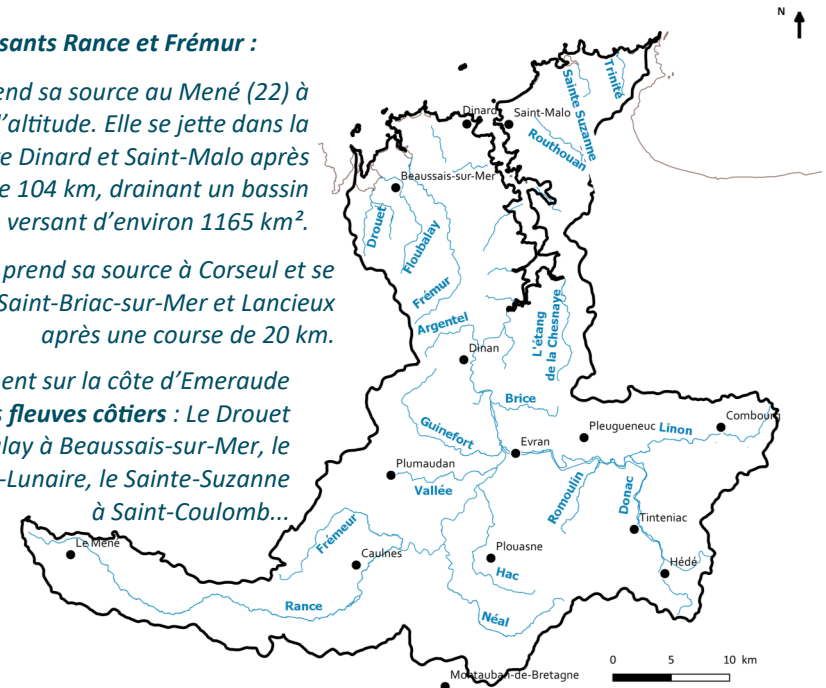 sants Rance et Frémur :
end sa source au Mené (22) à
l'altitude. Elle se jette dans la
e Dinard et Saint-Malo après
e 104 km, drainant un bassin
versant d'environ 1165 km².
prend sa source à Corseul et se
Saint-Briac-sur-Mer et Lancieux
après une course de 20 km.
ent sur la côte d'Emeraude
s fleuves côtiers : Le Drouet
alay à Beaussais-sur-Mer, le
-Lunaire, le Sainte-Suzanne
à Saint-Coulomb...
N
Trinité
Sainte Suzanne
Dinard
Saint-Malo
Routhouan
Beaussais-sur-Mer
Drouet
Floubalay
Frémur
Argentel
L'étang
de la Chesnaye
Dinan
Brice
Guinefort
Pleugueneuc
Linon
Combourg
Evran
Plumaudan
Vallée
Romoulin
Donac
Tinteniac
Frémeur
Le Mené
Caulnes
Plouasne
Hac
Hédé
Rance
Néal
Montauban-de-Bretagne
0 5 10 km